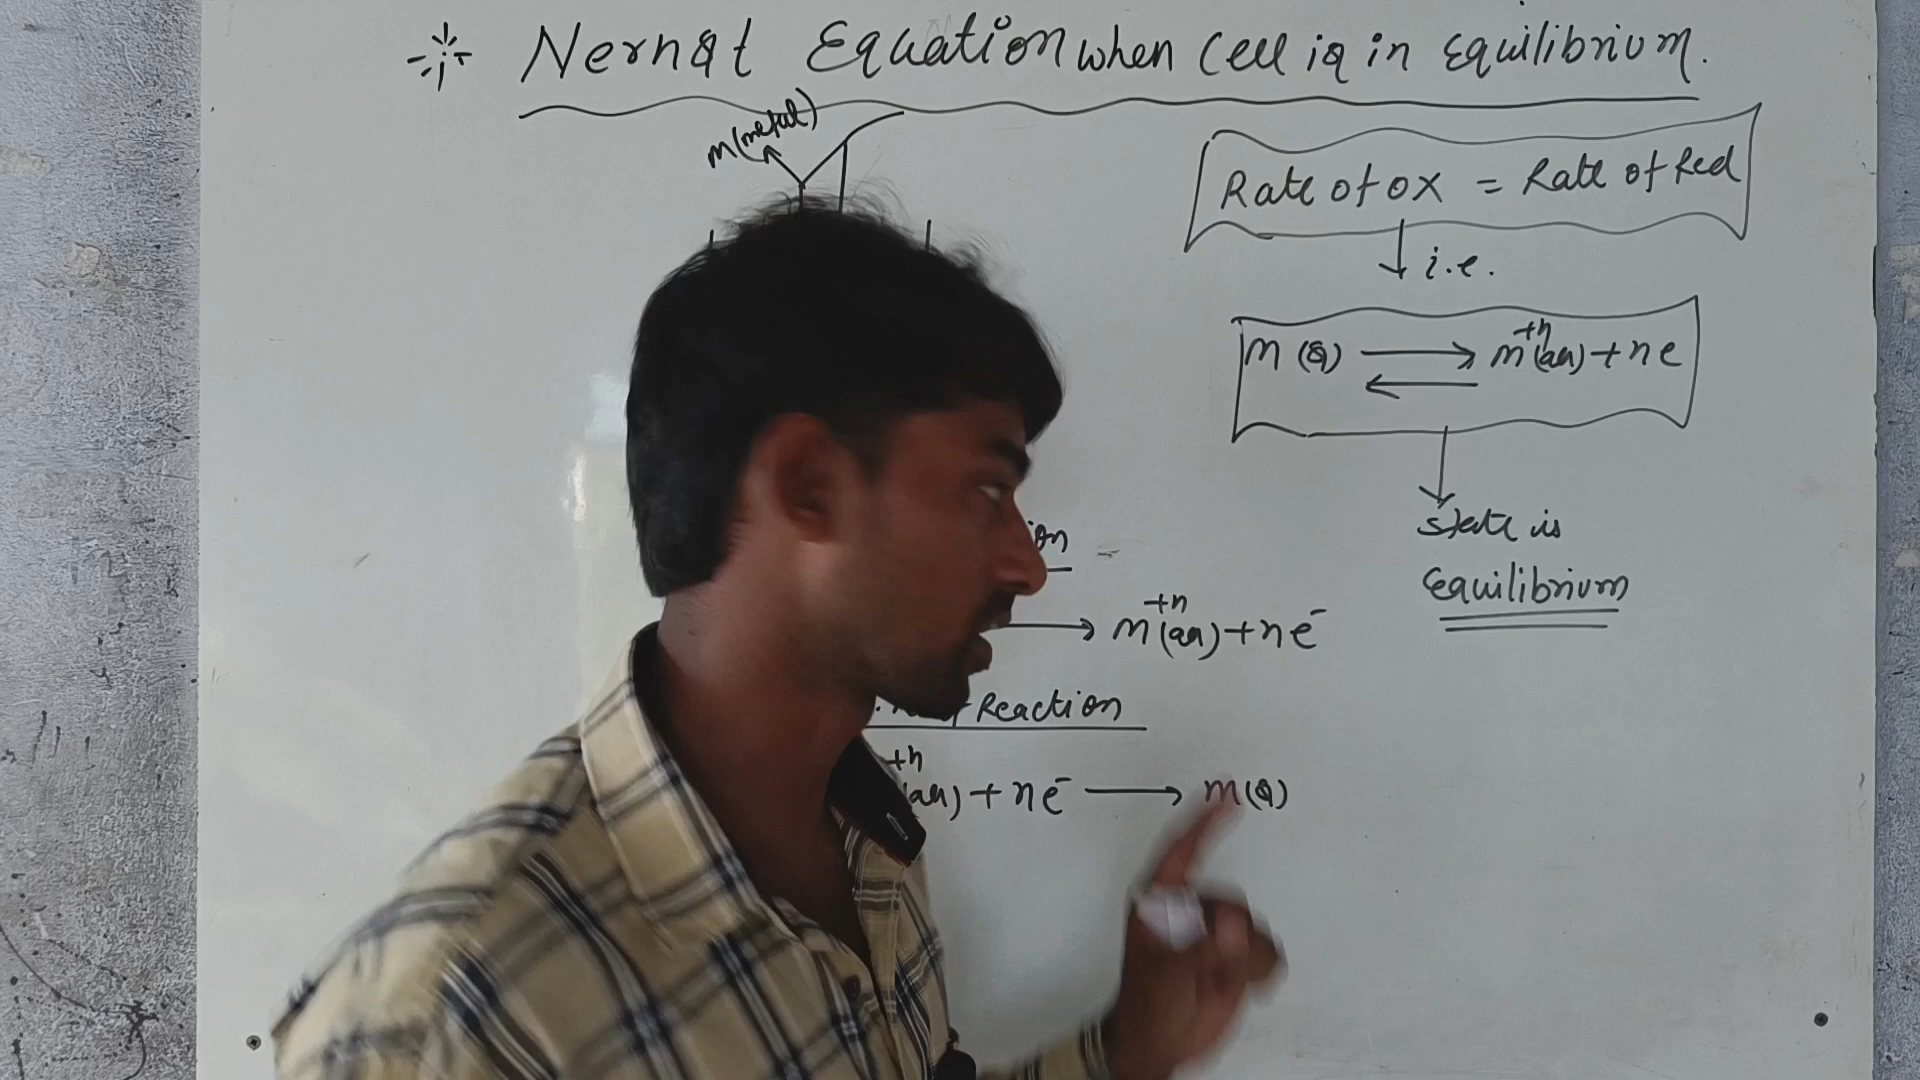 Nernst Equation when Cell is in Equilibrium.
M(metal)
Rate of ox = Rate of Red
i.e.
M(s) ⇌ M⁺ⁿ(aq) + ne
State is
Equilibrium
→ M⁺ⁿ(aq) + ne⁻
Reaction
⁺ⁿ(aq) + ne⁻ → M(s)